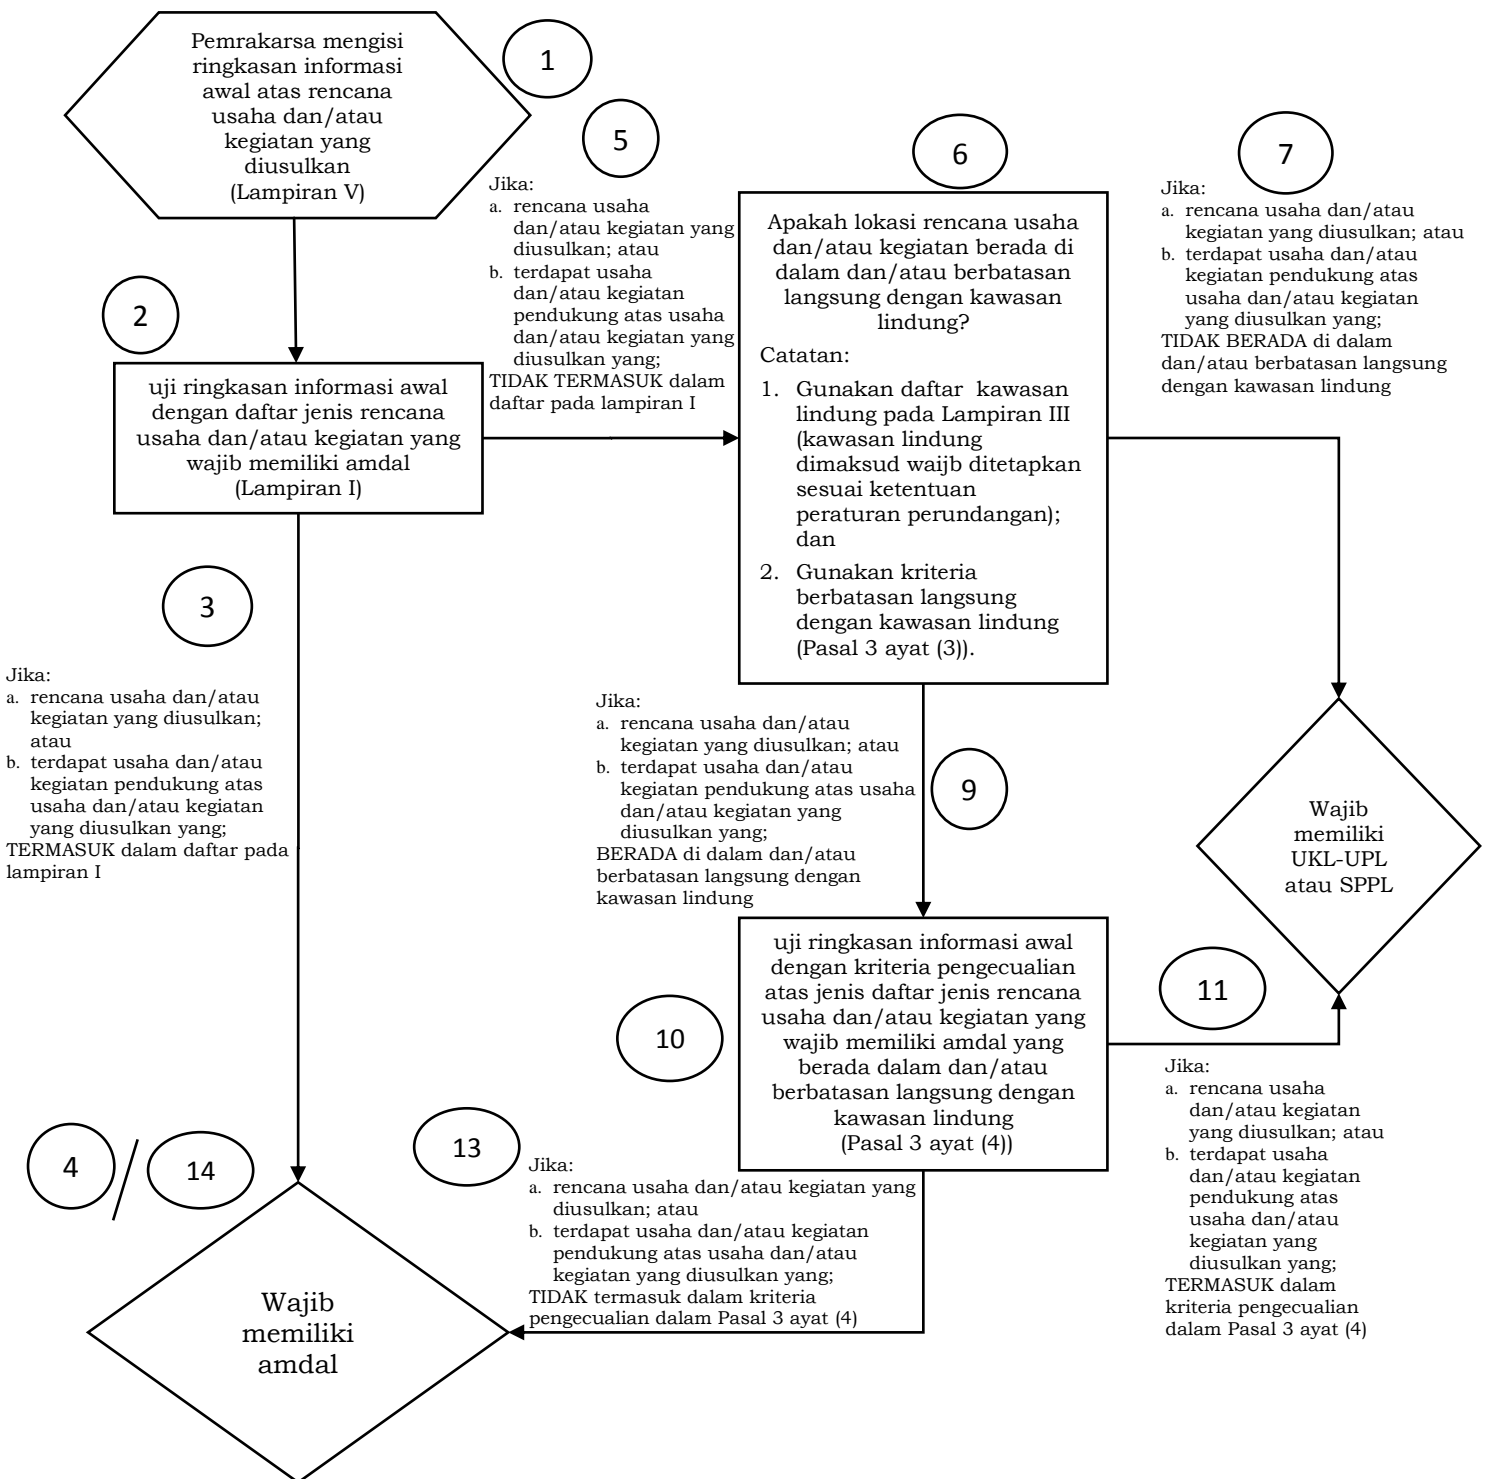 Pemrakarsa mengisi
ringkasan informasi
awal atas rencana
usaha dan/atau
kegiatan yang
diusulkan
(Lampiran V)
1
2
uji ringkasan informasi awal
dengan daftar jenis rencana
usaha dan/atau kegiatan yang
wajib memiliki amdal
(Lampiran I)
3
Jika:
a. rencana usaha dan/atau
kegiatan yang diusulkan;
atau
b. terdapat usaha dan/atau
kegiatan pendukung atas
usaha dan/atau kegiatan
yang diusulkan yang;
TERMASUK dalam daftar pada
lampiran I
4
/
14
Wajib
memiliki
amdal
5
Jika:
a. rencana usaha
dan/atau kegiatan yang
diusulkan; atau
b. terdapat usaha
dan/atau kegiatan
pendukung atas usaha
dan/atau kegiatan yang
diusulkan yang;
TIDAK TERMASUK dalam
daftar pada lampiran I
6
Apakah lokasi rencana usaha
dan/atau kegiatan berada di
dalam dan/atau berbatasan
langsung dengan kawasan
lindung?
Catatan:
1. Gunakan daftar kawasan
lindung pada Lampiran III
(kawasan lindung
dimaksud waijb ditetapkan
sesuai ketentuan
peraturan perundangan);
dan
2. Gunakan kriteria
berbatasan langsung
dengan kawasan lindung
(Pasal 3 ayat (3)).
7
Jika:
a. rencana usaha dan/atau
kegiatan yang diusulkan; atau
b. terdapat usaha dan/atau
kegiatan pendukung atas
usaha dan/atau kegiatan
yang diusulkan yang;
TIDAK BERADA di dalam
dan/atau berbatasan langsung
dengan kawasan lindung
Wajib
memiliki
UKL-UPL
atau SPPL
Jika:
a. rencana usaha dan/atau
kegiatan yang diusulkan; atau
b. terdapat usaha dan/atau
kegiatan pendukung atas usaha
dan/atau kegiatan yang
diusulkan yang;
BERADA di dalam dan/atau
berbatasan langsung dengan
kawasan lindung
9
10
uji ringkasan informasi awal
dengan kriteria pengecualian
atas jenis daftar jenis rencana
usaha dan/atau kegiatan yang
wajib memiliki amdal yang
berada dalam dan/atau
berbatasan langsung dengan
kawasan lindung
(Pasal 3 ayat (4))
11
Jika:
a. rencana usaha
dan/atau kegiatan
yang diusulkan; atau
b. terdapat usaha
dan/atau kegiatan
pendukung atas
usaha dan/atau
kegiatan yang
diusulkan yang;
TERMASUK dalam
kriteria pengecualian
dalam Pasal 3 ayat (4)
13
Jika:
a. rencana usaha dan/atau kegiatan yang
diusulkan; atau
b. terdapat usaha dan/atau kegiatan
pendukung atas usaha dan/atau
kegiatan yang diusulkan yang;
TIDAK termasuk dalam kriteria
pengecualian dalam Pasal 3 ayat (4)